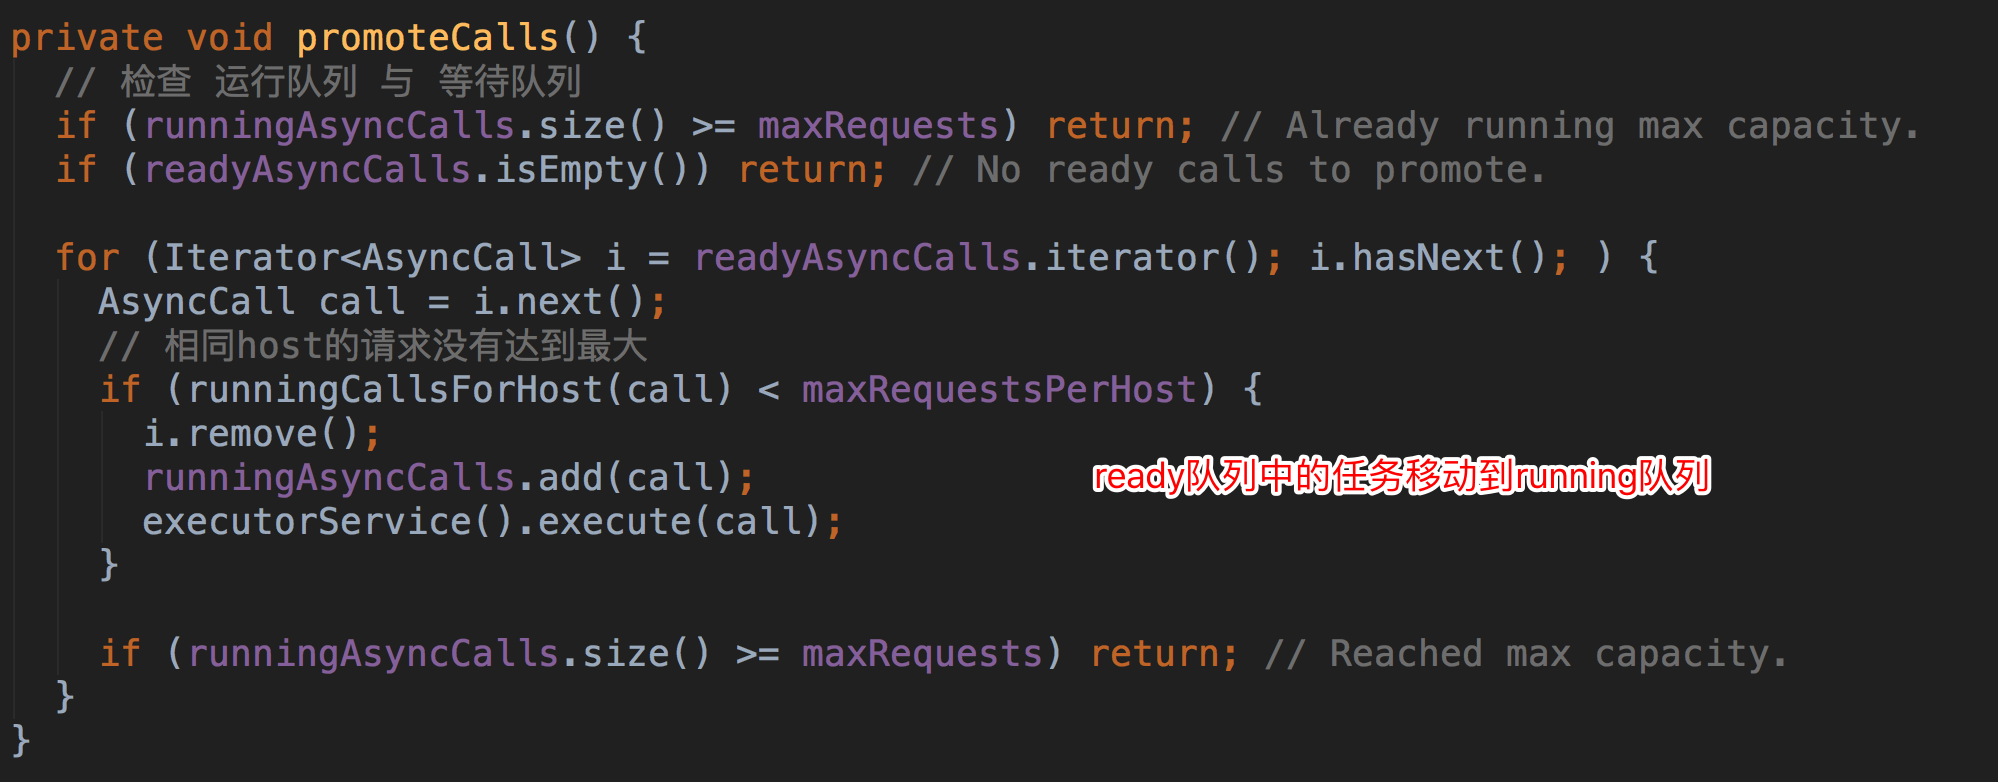 private void promoteCalls() {
// 检查 运行队列 与 等待队列
if (runningAsyncCalls.size() >= maxRequests) return; // Already running max capacity.
if (readyAsyncCalls.isEmpty()) return; // No ready calls to promote.
for (Iterator<AsyncCall> i = readyAsyncCalls.iterator(); i.hasNext(); ) {
AsyncCall call = i.next();
// 相同host的请求没有达到最大
if (runningCallsForHost(call) < maxRequestsPerHost) {
i.remove();
runningAsyncCalls.add(call);
ready队列中的任务移动到running队列
executorService().execute(call);
}
if (runningAsyncCalls.size() >= maxRequests) return; // Reached max capacity.
}
}